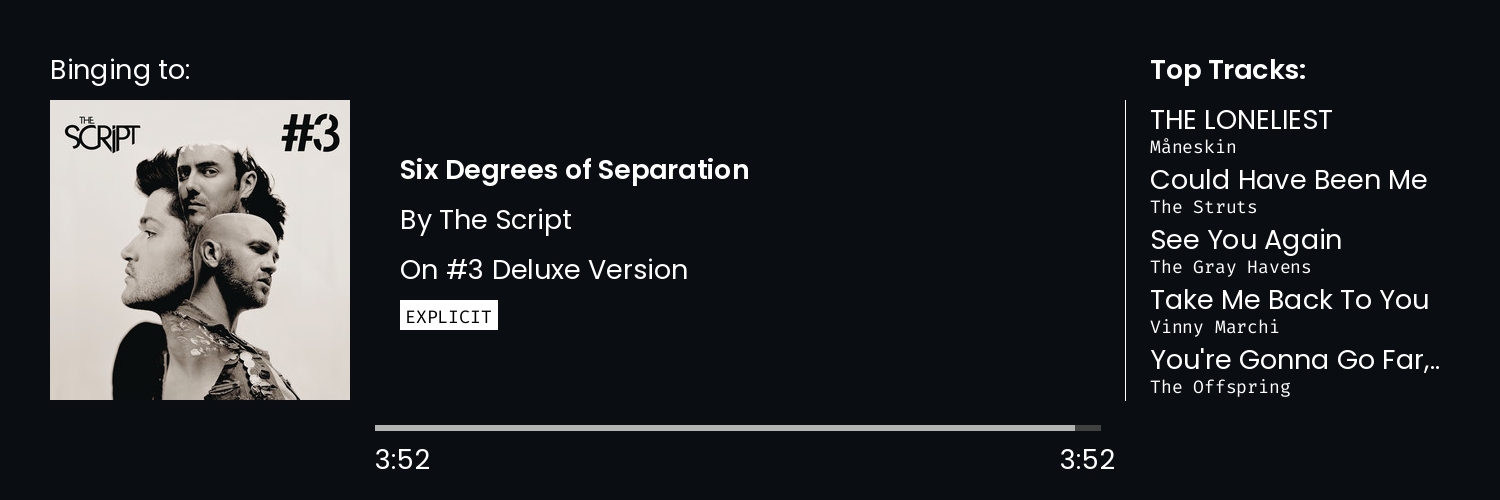 Binging to:
THE
SCRIPT
#3
Six Degrees of Separation
By The Script
On #3 Deluxe Version
EXPLICIT
3:52
3:52
Top Tracks:
THE LONELIEST
Måneskin
Could Have Been Me
The Struts
See You Again
The Gray Havens
Take Me Back To You
Vinny Marchi
You're Gonna Go Far,..
The Offspring